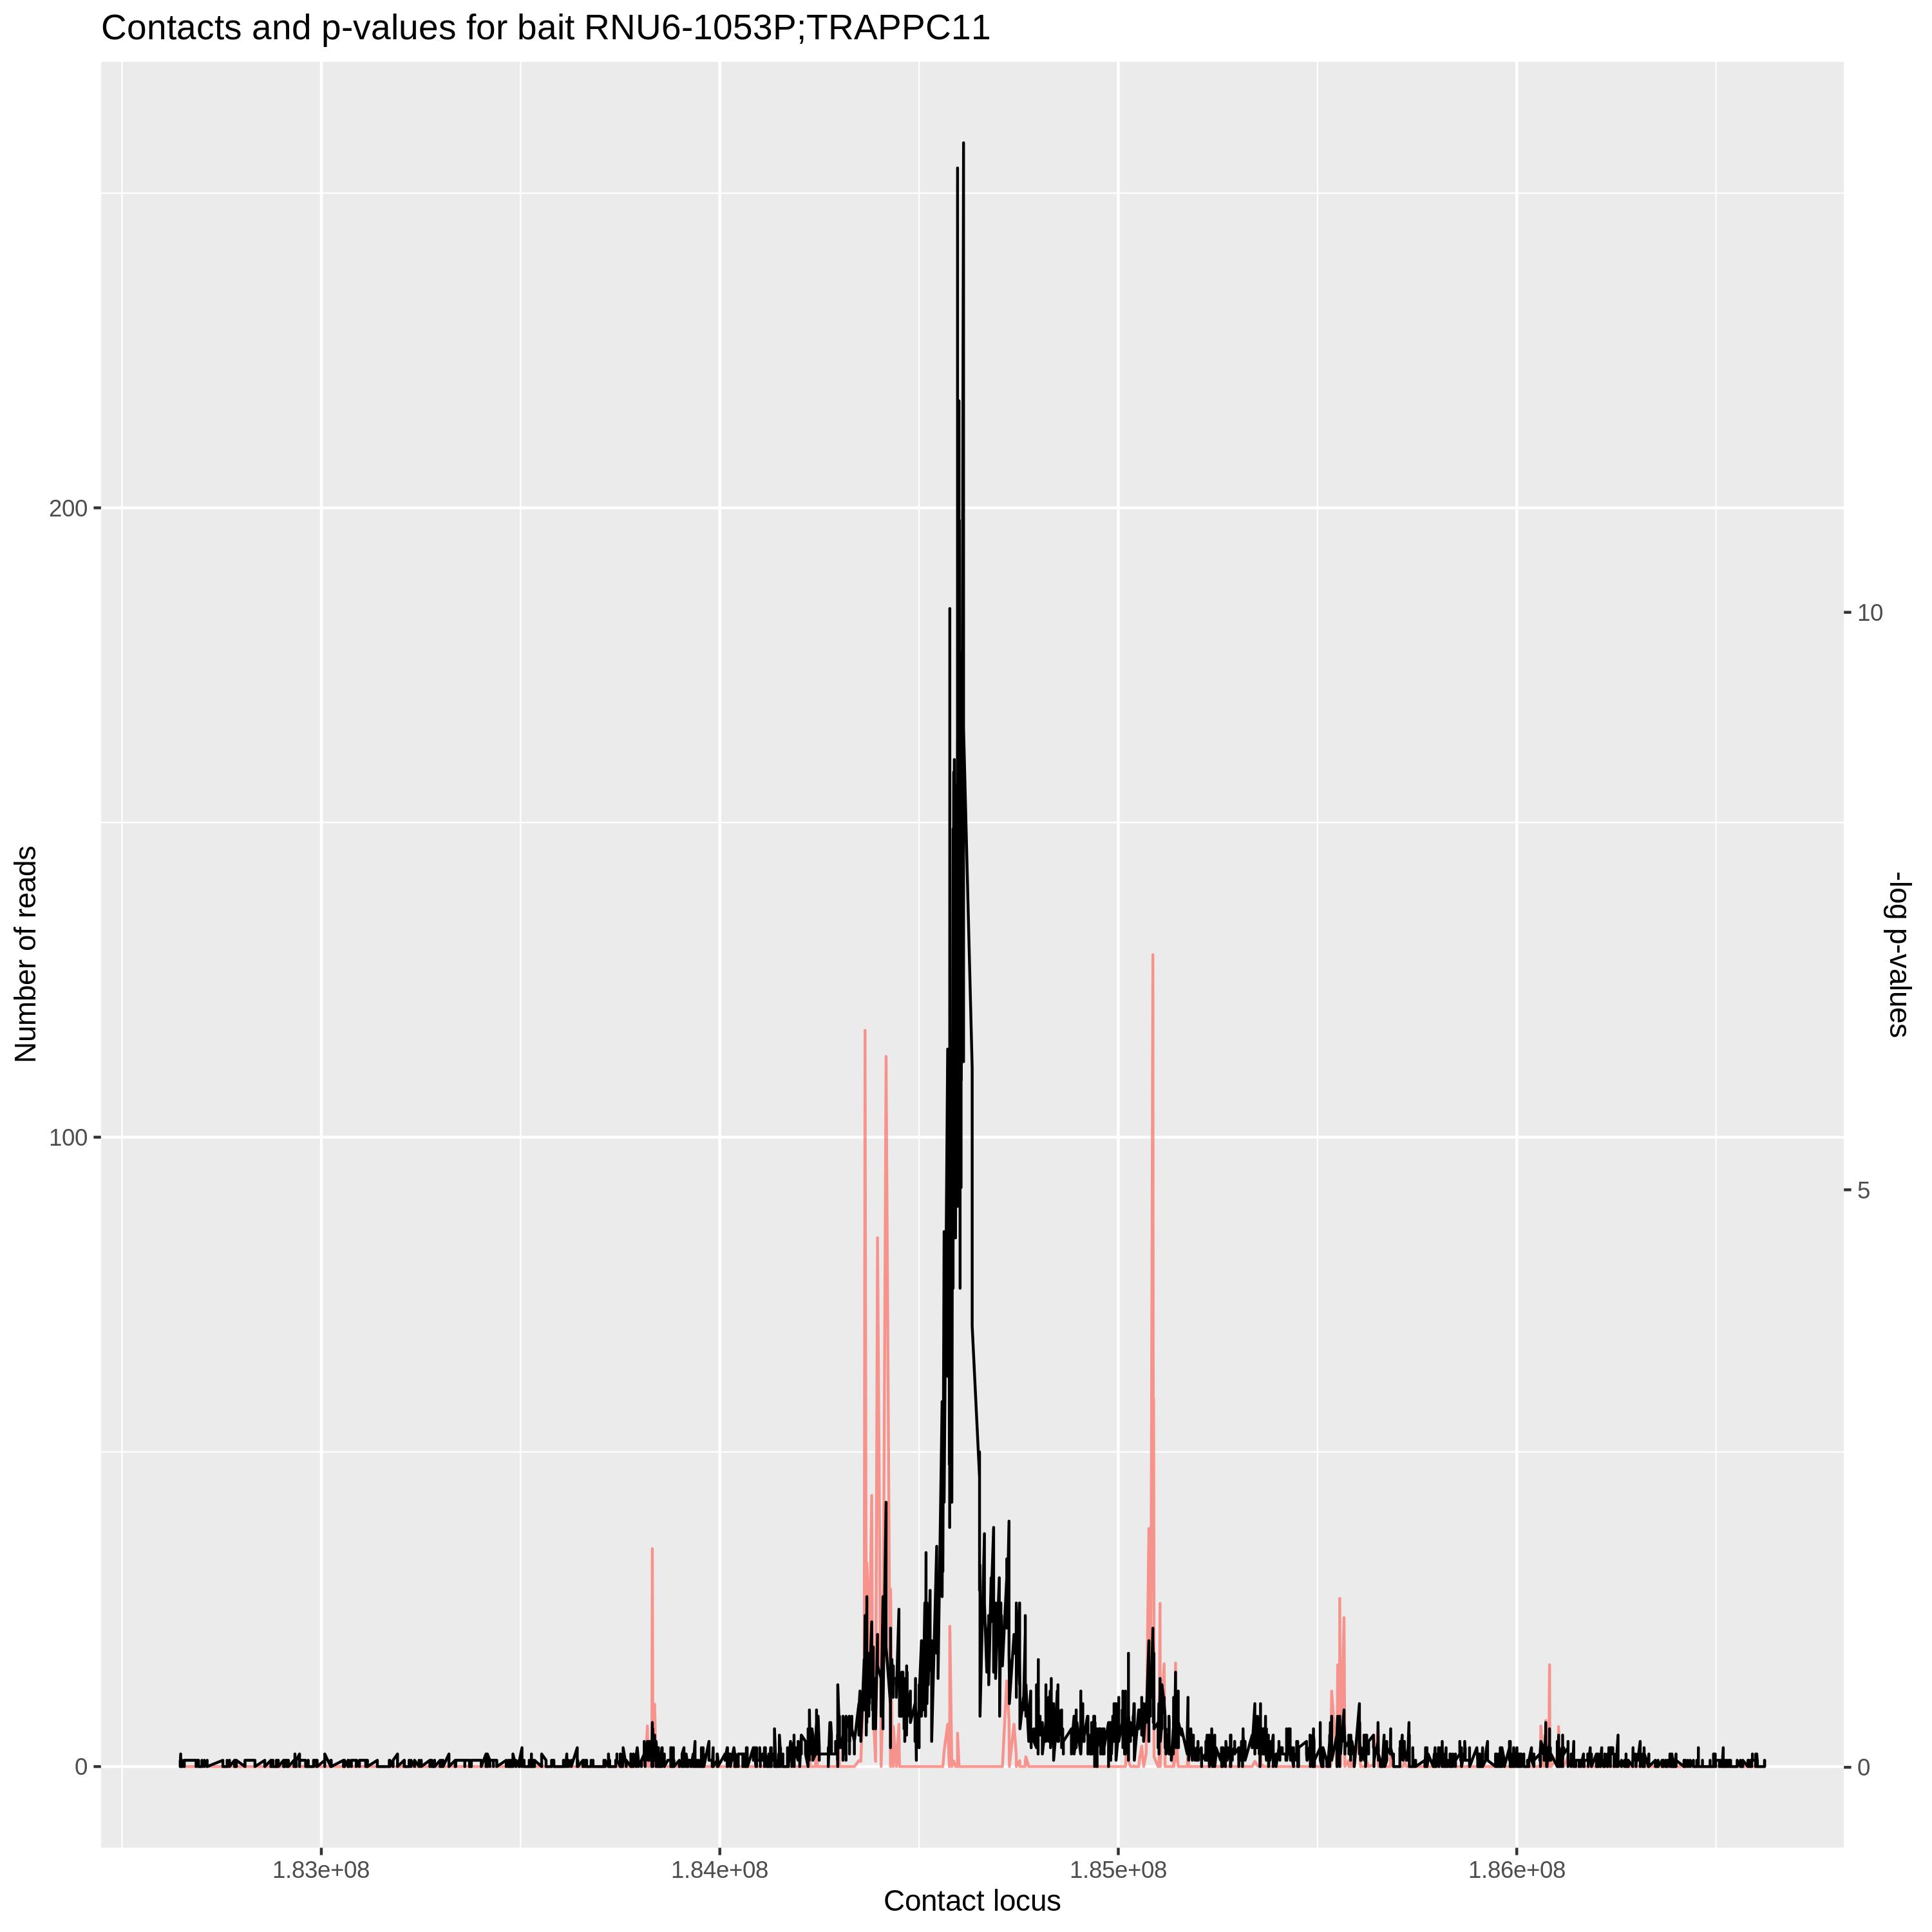 Contacts and p-values for bait RNU6-1053P;TRAPPC11
Number of reads
200
100
0
10
5
0
-log p-values
1.83e+08
1.84e+08
1.85e+08
1.86e+08
Contact locus